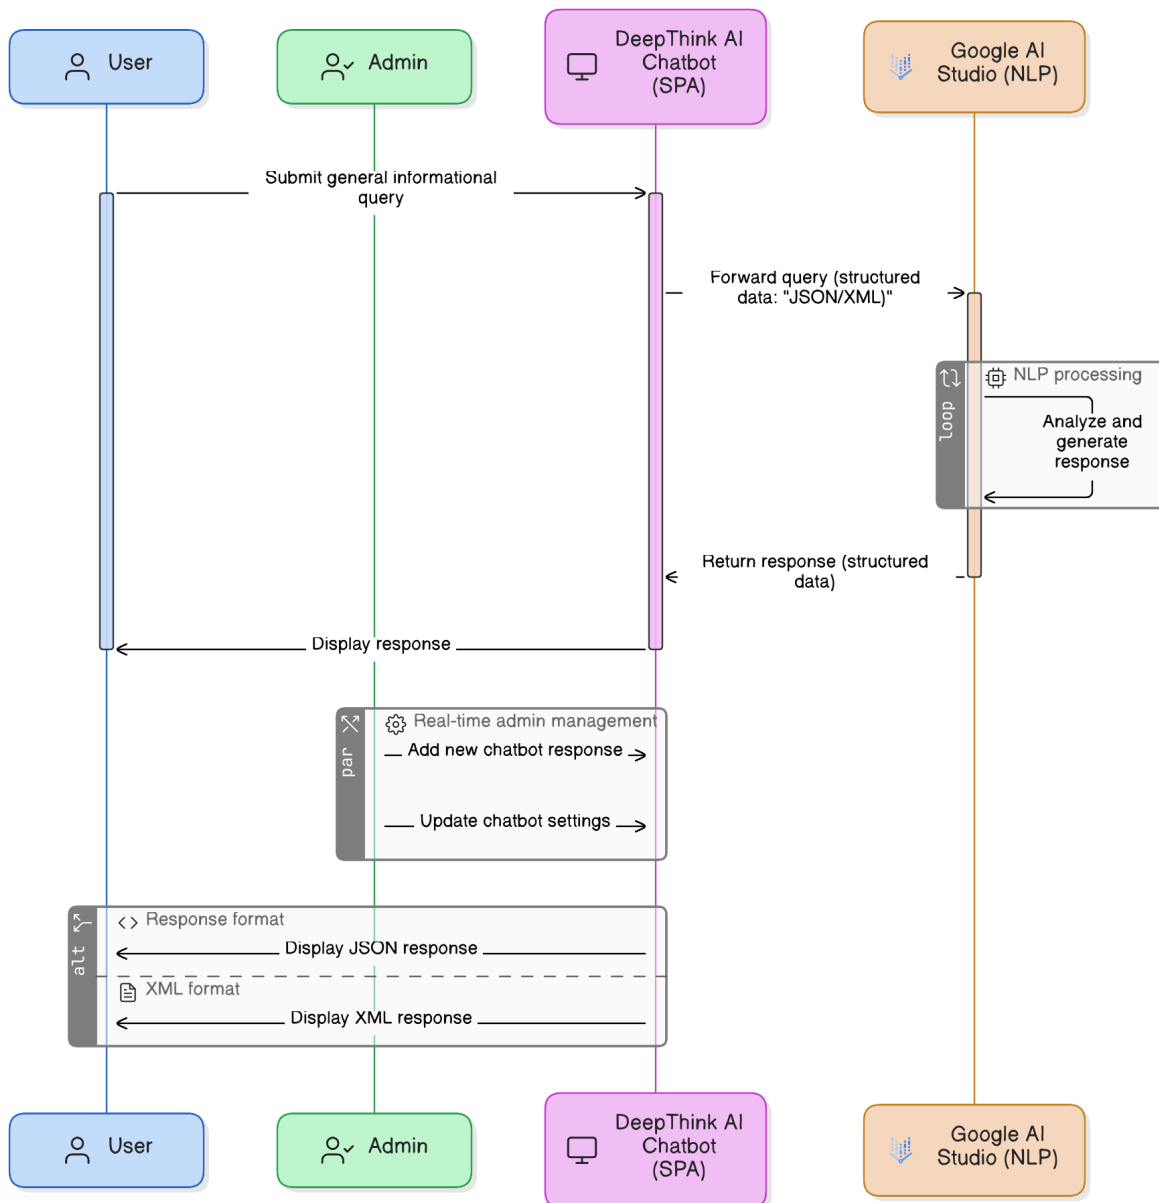 User
Admin
DeepThink AI
Chatbot
(SPA)
Google AI
Studio (NLP)
Submit general informational
query
Forward query (structured
data: "JSON/XML)"
loop
NLP processing
Analyze and
generate
response
Return response (structured
data)
Display response
par
Real-time admin management
Add new chatbot response
Update chatbot settings
alt
Response format
Display JSON response
XML format
Display XML response
User
Admin
DeepThink AI
Chatbot
(SPA)
Google AI
Studio (NLP)